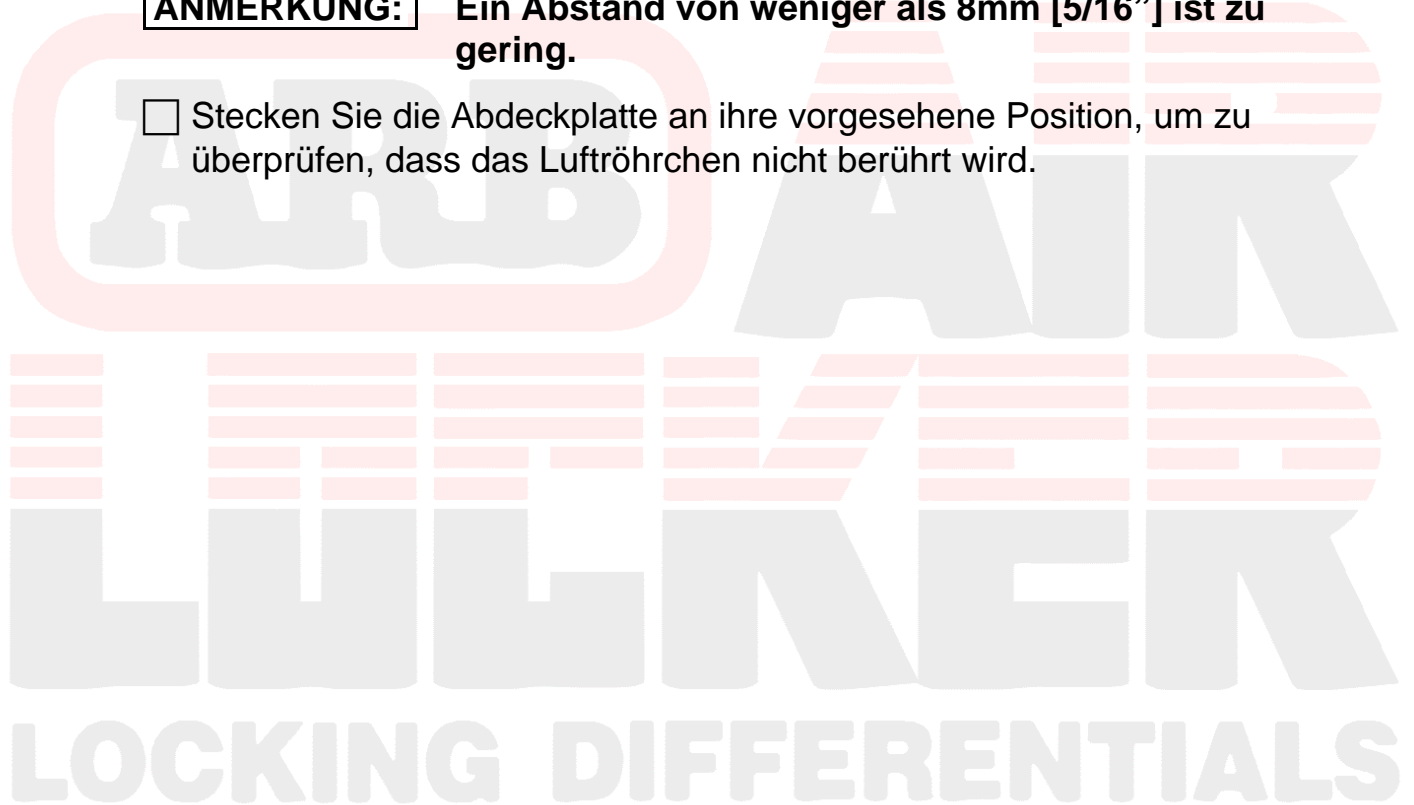 ANMERKUNG: Ein Abstand von weniger als 8mm [5/16”] ist zu
gering.
Stecken Sie die Abdeckplatte an ihre vorgesehene Position, um zu
überprüfen, dass das Luftröhrchen nicht berührt wird.
ARB AIR
LOCKER
LOCKING DIFFERENTIALS